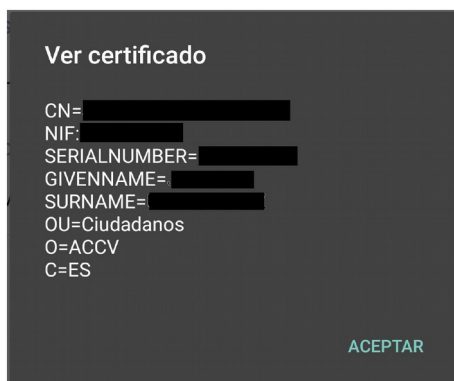 Ver certificado
CN=
NIF:
SERIALNUMBER=
GIVENNAME=
SURNAME=
OU=Ciudadanos
O=ACCV
C=ES
ACEPTAR